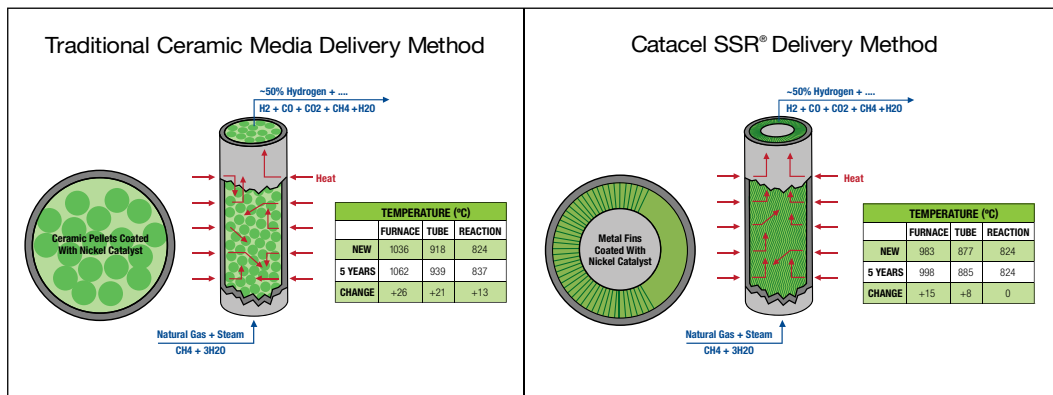 Traditional Ceramic Media Delivery Method
~50% Hydrogen + ....
H2 + CO + CO2 + CH4 +H2O
Heat
Ceramic Pellets Coated
With Nickel Catalyst
TEMPERATURE (ºC)
FURNACE TUBE REACTION
NEW 1036 918 824
5 YEARS 1062 939 837
CHANGE +26 +21 +13
Natural Gas + Steam
CH4 + 3H2O
Catacel SSR® Delivery Method
~50% Hydrogen + ....
H2 + CO + CO2 + CH4 +H2O
Heat
Metal Fins
Coated With
Nickel Catalyst
TEMPERATURE (ºC)
FURNACE TUBE REACTION
NEW 983 877 824
5 YEARS 998 885 824
CHANGE +15 +8 0
Natural Gas + Steam
CH4 + 3H2O